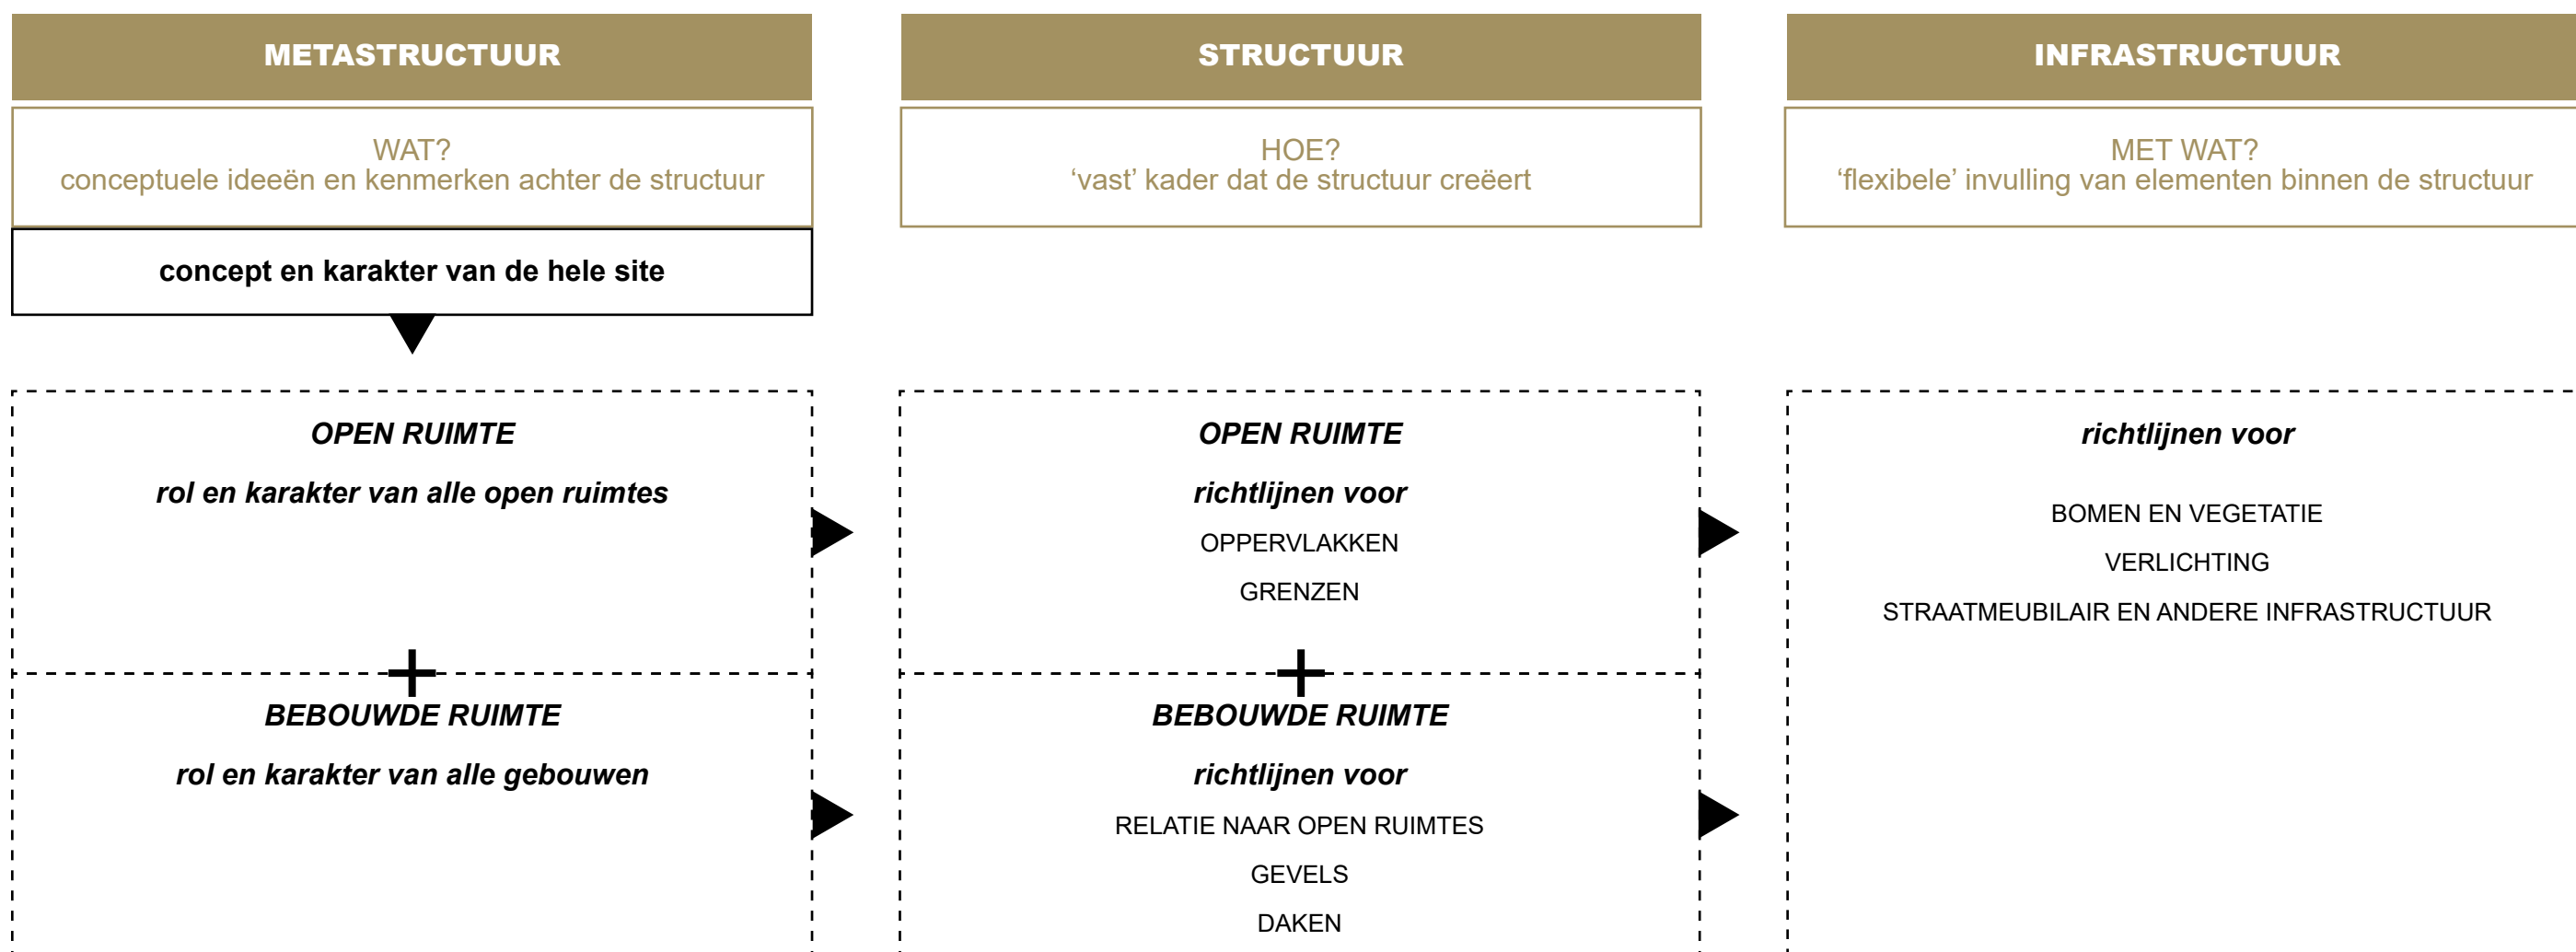 METASTRUCTUUR
WAT?
conceptuele ideeën en kenmerken achter de structuur
concept en karakter van de hele site
OPEN RUIMTE
rol en karakter van alle open ruimtes
BEBOUWDE RUIMTE
rol en karakter van alle gebouwen
STRUCTUUR
HOE?
‘vast’ kader dat de structuur creëert
OPEN RUIMTE
richtlijnen voor
OPPERVLAKKEN
GRENZEN
BEBOUWDE RUIMTE
richtlijnen voor
RELATIE NAAR OPEN RUIMTES
GEVELS
DAKEN
INFRASTRUCTUUR
MET WAT?
‘flexibele’ invulling van elementen binnen de structuur
richtlijnen voor
BOMEN EN VEGETATIE
VERLICHTING
STRAATMEUBILAIR EN ANDERE INFRASTRUCTUUR